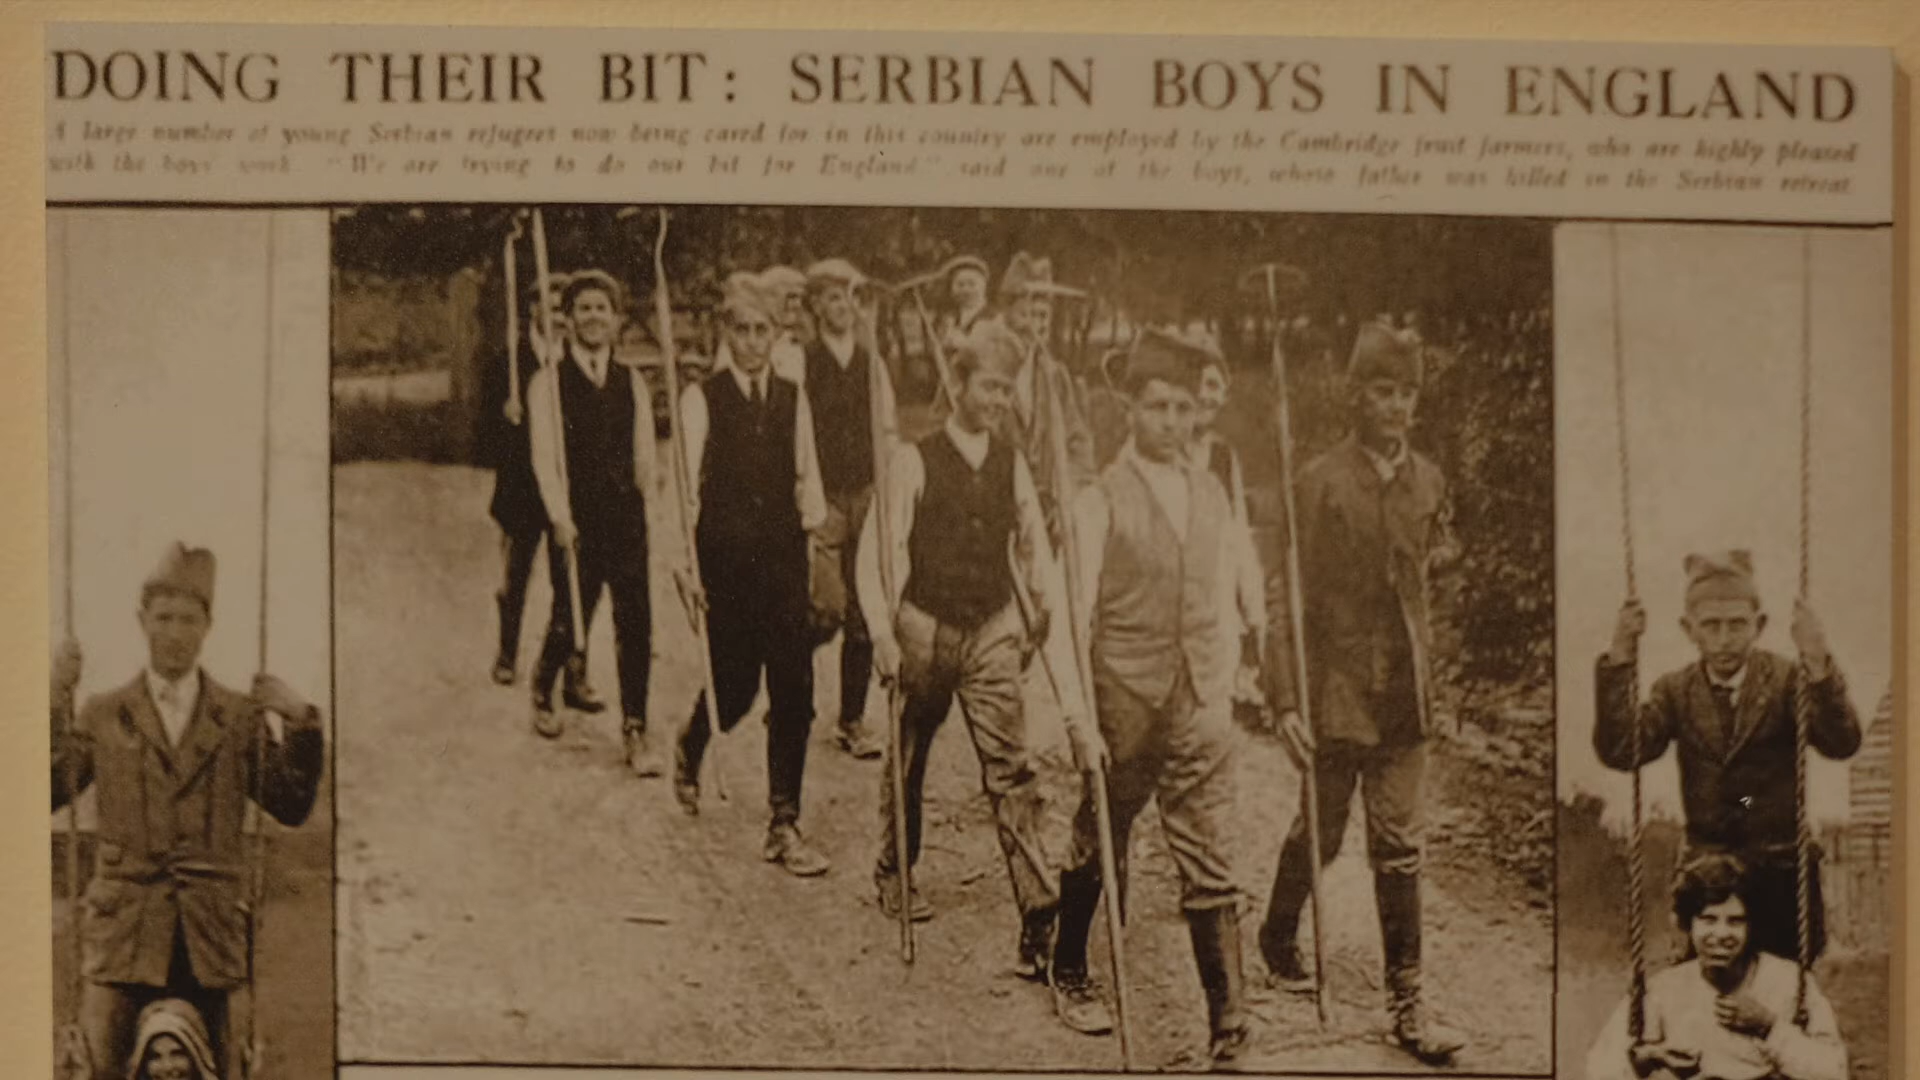 DOING THEIR BIT: SERBIAN BOYS IN ENGLAND
A large number of young Serbian refugees now being cared for in this country are employed by the Cambridge fruit farmers, who are highly pleased
with the boys' work. "We are trying to do our bit for England" said one of the boys, whose father was killed in the Serbian retreat.